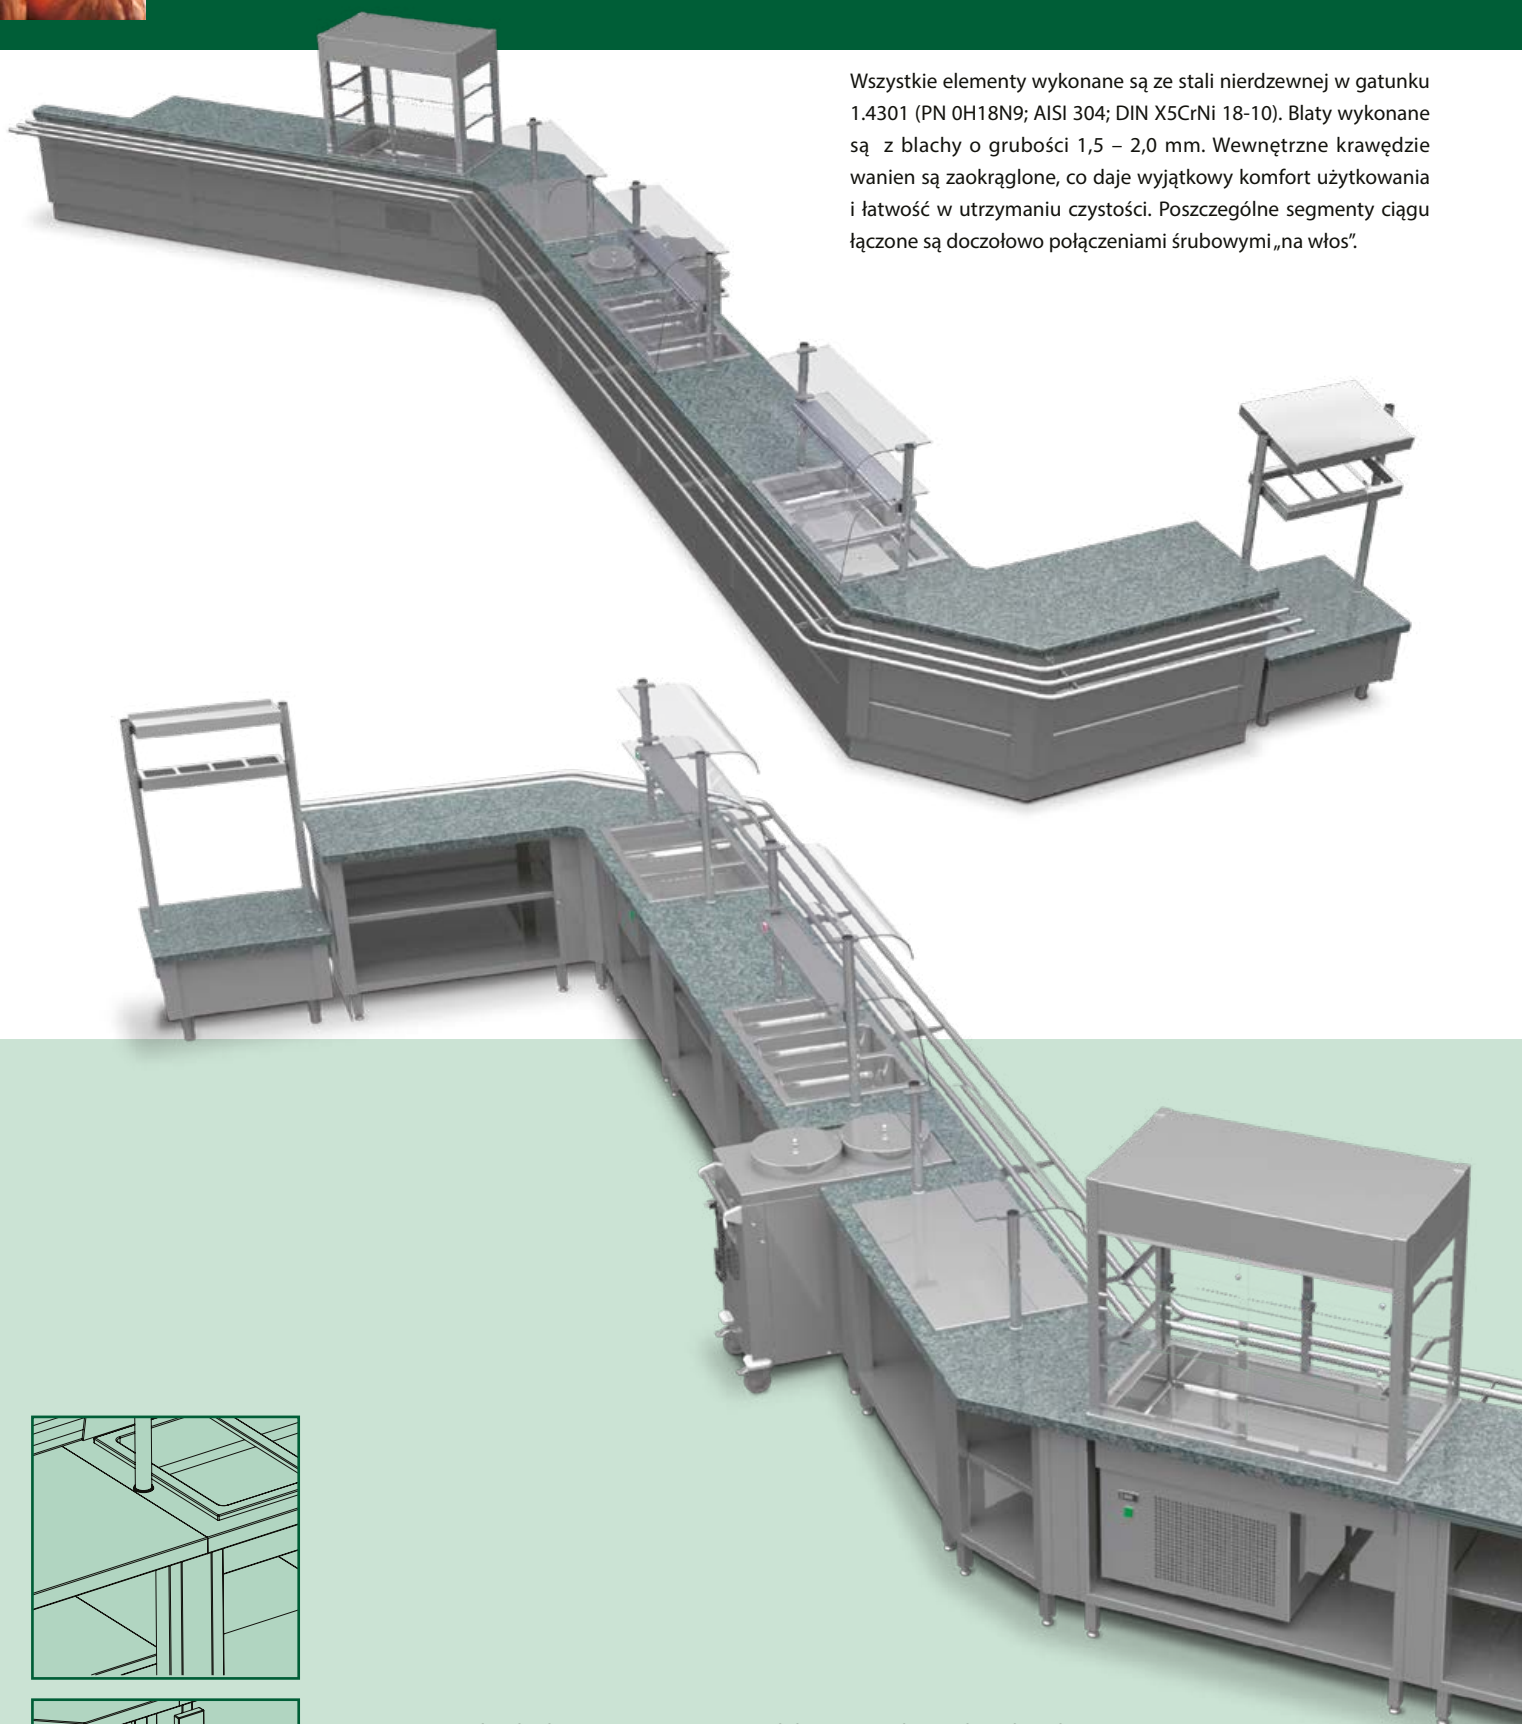 Wszystkie elementy wykonane są ze stali nierdzewnej w gatunku
1.4301 (PN 0H18N9; AISI 304; DIN X5CrNi 18-10). Blaty wykonane
są z blachy o grubości 1,5 – 2,0 mm. Wewnętrzne krawędzie
wanien są zaokrąglone, co daje wyjątkowy komfort użytkowania
i łatwość w utrzymaniu czystości. Poszczególne segmenty ciągu
łączone są doczołowo połączeniami śrubowymi „na włos”.